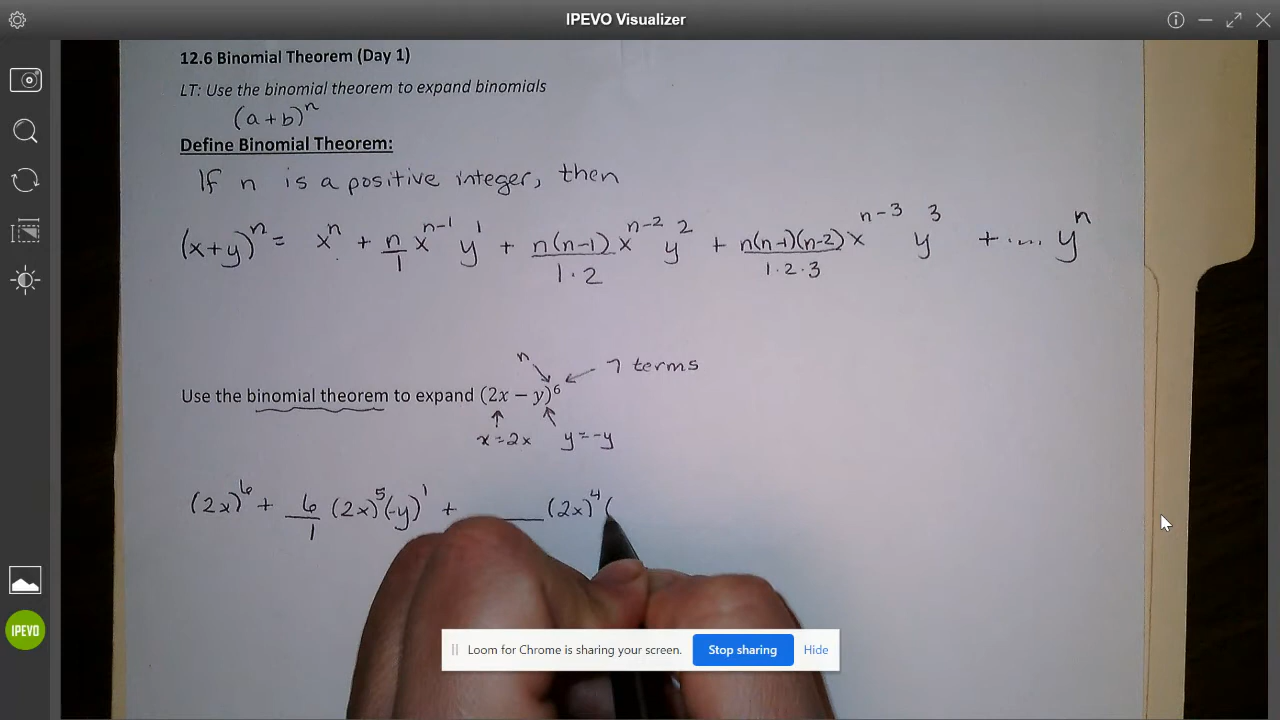 IPEVO Visualizer
12.6 Binomial Theorem (Day 1)
LT: Use the binomial theorem to expand binomials
(a+b)^n
Define Binomial Theorem:
If n is a positive integer, then
(x+y)^n = x^n + n/1 x^(n-1) y^1 + n(n-1)/1·2 x^(n-2) y^2 + n(n-1)(n-2)/1·2·3 x^(n-3) y^3 + .... y^n
n 7 terms
Use the binomial theorem to expand (2x − y)^6
x=2x y=-y
(2x)^6 + 6/1 (2x)^5 (-y)^1 + ____ (2x)^4 (
IPEVO
Loom for Chrome is sharing your screen. Stop sharing Hide